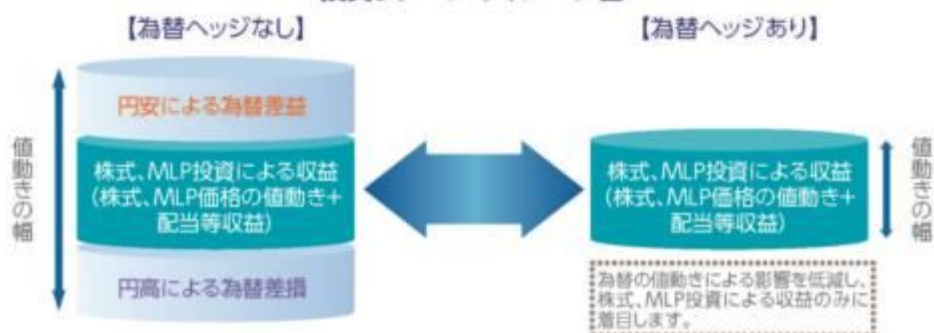 【為替ヘッジなし】
【為替ヘッジあり】
値動きの幅
円安による為替差益
株式、MLP投資による収益
(株式、MLP価格の値動き+
配当等収益)
円高による為替差損
株式、MLP投資による収益
(株式、MLP価格の値動き+
配当等収益)
値動きの幅
為替の値動きによる影響を低減し、
株式、MLP投資による収益のみに
着目します。